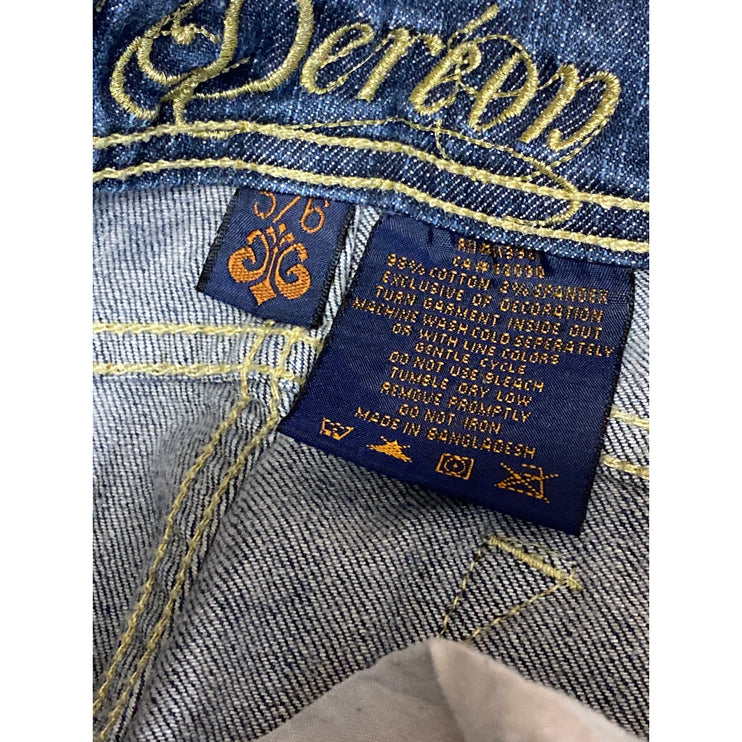 Deréon
5/6
98% COTTON 2% SPANDEX
EXCLUSIVE OF DECORATION
TURN GARMENT INSIDE OUT
MACHINE WASH COLD SEPERATELY
OR WITH LINE COLORS
GENTLE CYCLE
DO NOT USE BLEACH
TUMBLE DRY LOW
REMOVE PROMPTLY
DO NOT IRON
MADE IN BANGLADESH